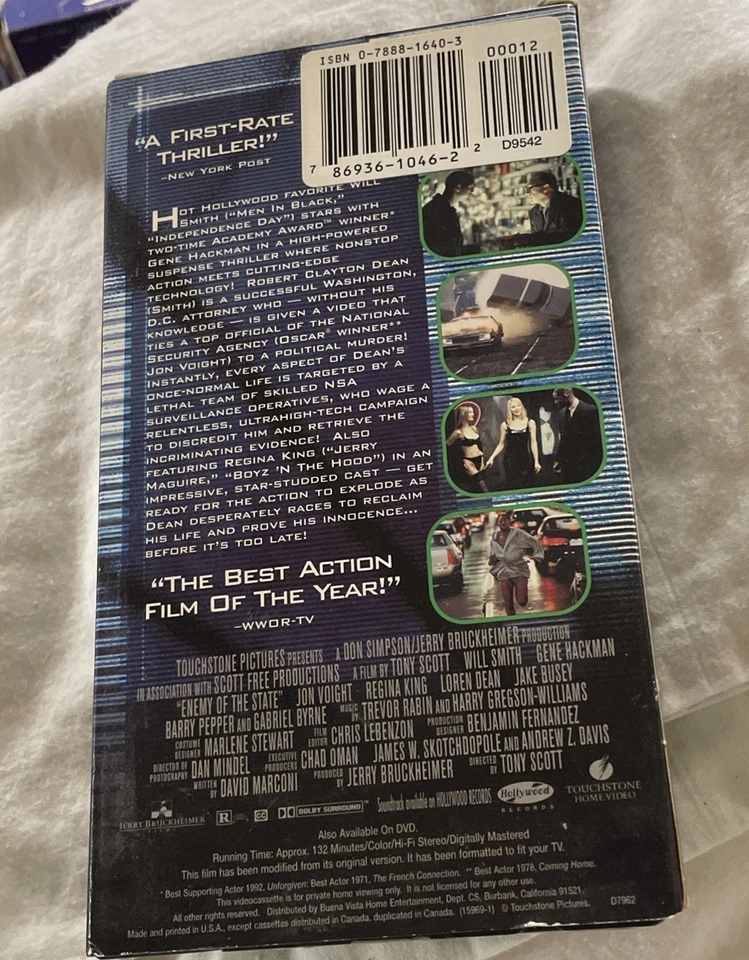 ISBN 0-7888-1640-3
00012
7 86936-1046-2 2
D9542
“A First-Rate
Thriller!”
–New York Post
Hot Hollywood favorite Will
Smith (“Men In Black,”
“Independence Day”) stars with
two-time Academy Award™ winner*
Gene Hackman in a high-powered
suspense thriller where nonstop
action meets cutting-edge
technology! Robert Clayton Dean
(Smith) is a successful Washington,
D.C. attorney who — without his
knowledge — is given a video that
ties a top official of the National
Security Agency (Oscar® winner**
Jon Voight) to a political murder!
Instantly, every aspect of Dean's
once-normal life is targeted by a
lethal team of skilled NSA
surveillance operatives, who wage a
relentless, ultrahigh-tech campaign
to discredit him and retrieve the
incriminating evidence! Also
featuring Regina King (“Jerry
Maguire,” “Boyz 'N The Hood”) in an
impressive, star-studded cast — get
ready for the action to explode as
Dean desperately races to reclaim
his life and prove his innocence...
before it's too late!
“The Best Action
Film Of The Year!”
–WWOR-TV
TOUCHSTONE PICTURES PRESENTS A DON SIMPSON/JERRY BRUCKHEIMER PRODUCTION
IN ASSOCIATION WITH SCOTT FREE PRODUCTIONS A FILM BY TONY SCOTT WILL SMITH GENE HACKMAN
“ENEMY OF THE STATE” JON VOIGHT REGINA KING LOREN DEAN JAKE BUSEY
BARRY PEPPER AND GABRIEL BYRNE MUSIC BY TREVOR RABIN AND HARRY GREGSON-WILLIAMS
COSTUME DESIGNER MARLENE STEWART FILM EDITOR CHRIS LEBENZON PRODUCTION DESIGNER BENJAMIN FERNANDEZ
DIRECTOR OF PHOTOGRAPHY DAN MINDEL EXECUTIVE PRODUCERS CHAD OMAN JAMES W. SKOTCHDOPOLE AND ANDREW Z. DAVIS
WRITTEN BY DAVID MARCONI PRODUCED BY JERRY BRUCKHEIMER DIRECTED BY TONY SCOTT
JERRY BRUCKHEIMER
FILMS
R
CC
DOLBY SURROUND
Soundtrack available on HOLLYWOOD RECORDS
Hollywood
RECORDS
TOUCHSTONE
HOME VIDEO
Also Available On DVD.
Running Time: Approx. 132 Minutes/Color/Hi-Fi Stereo/Digitally Mastered
This film has been modified from its original version. It has been formatted to fit your TV.
* Best Supporting Actor 1992, Unforgiven: Best Actor 1971, The French Connection. ** Best Actor 1978, Coming Home.
This videocassette is for private home viewing only. It is not licensed for any other use.
All other rights reserved. Distributed by Buena Vista Home Entertainment, Dept. CS, Burbank, California 91521.
Made and printed in U.S.A., except cassettes distributed in Canada, duplicated in Canada. (15969-1) © Touchstone Pictures. D7962